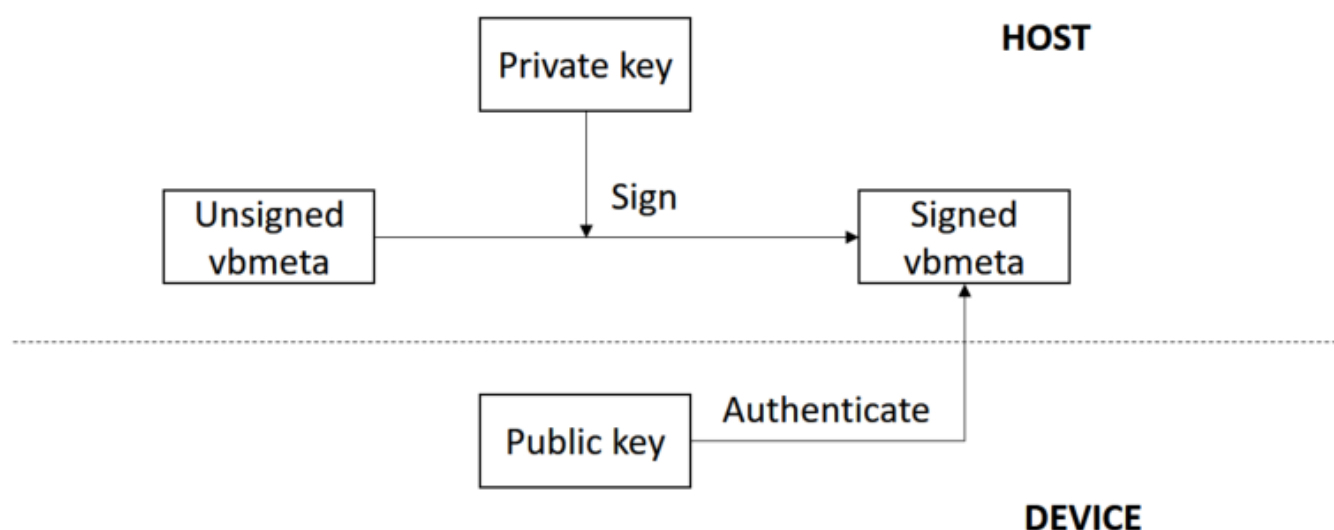 HOST
Private key
Sign
Unsigned
vbmeta
Signed
vbmeta
Authenticate
Public key
DEVICE